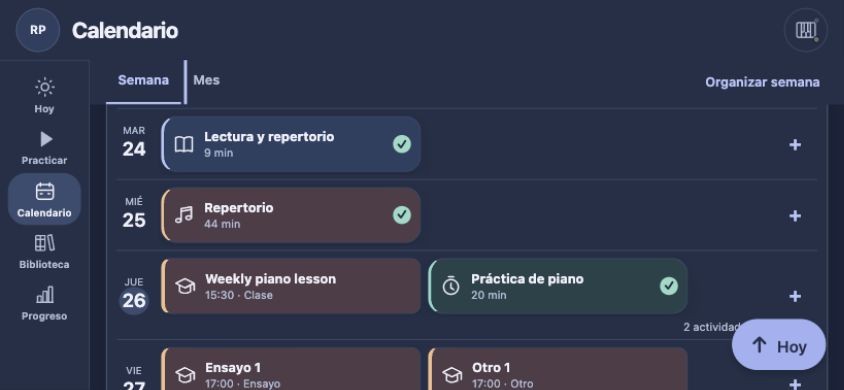 RP
Calendario
Semana
Mes
Organizar semana
Hoy
Practicar
Calendario
Biblioteca
Progreso
MAR
24
Lectura y repertorio
9 min
+
MIÉ
25
Repertorio
44 min
+
JUE
26
Weekly piano lesson
15:30 · Clase
Práctica de piano
20 min
+
2 
VIE
27
Ensayo 1
17:00 · Ensayo
Otro 1
17:00 · Otro
+
Hoy